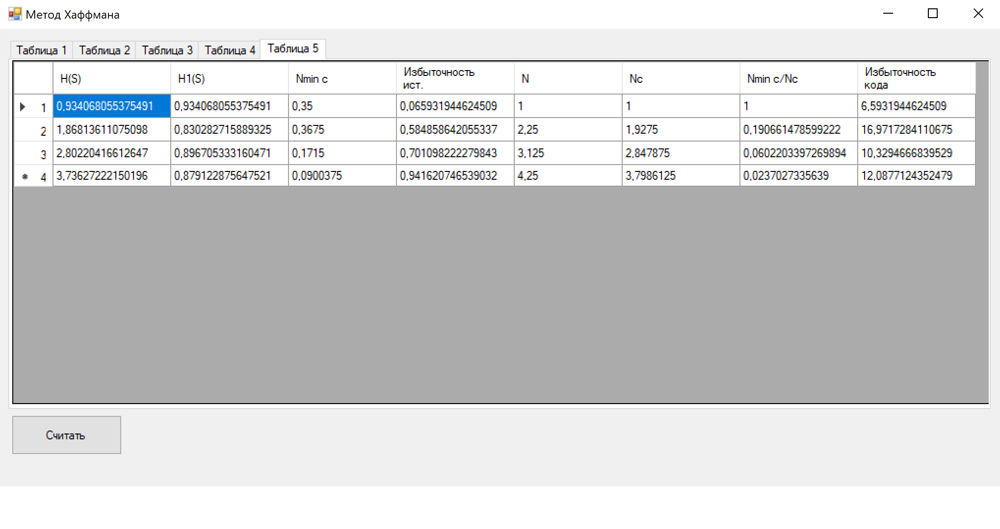 Метод Хаффмана
Таблица 1 Таблица 2 Таблица 3 Таблица 4 Таблица 5
H(S) H1(S) Nmin c Избыточность ист. N Nc Nmin c/Nc Избыточность кода
1 0,934068055375491 0,934068055375491 0,35 0,065931944624509 1 1 1 6,5931944624509
2 1,86813611075098 0,830282715889325 0,3675 0,584858642055337 2,25 1,9275 0,190661478599222 16,9717284110675
3 2,80220416612647 0,896705333160471 0,1715 0,701098222279843 3,125 2,847875 0,0602203397269894 10,3294666839529
4 3,73627222150196 0,879122875647521 0,0900375 0,941620746539032 4,25 3,7986125 0,0237027335639 12,0877124352479
Считать